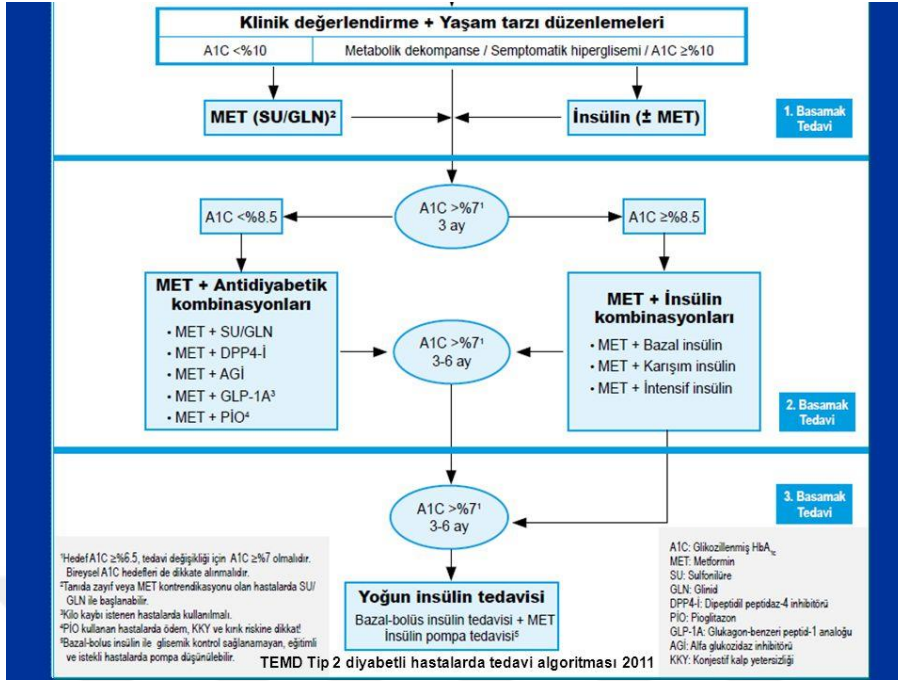 Klinik değerlendirme + Yaşam tarzı düzenlemeleri
A1C <%10
Metabolik dekompanse / Semptomatik hiperglisemi / A1C ≥%10
MET (SU/GLN)²
İnsülin (± MET)
1. Basamak
Tedavi
A1C <%8.5
A1C >%7¹
3 ay
A1C ≥%8.5
MET + Antidiyabetik
kombinasyonları
• MET + SU/GLN
• MET + DPP4-İ
• MET + AGİ
• MET + GLP-1A³
• MET + PİO⁴
A1C >%7¹
3-6 ay
MET + İnsülin
kombinasyonları
• MET + Bazal insülin
• MET + Karışım insülin
• MET + İntensif insülin
2. Basamak
Tedavi
A1C >%7¹
3-6 ay
3. Basamak
Tedavi
Yoğun insülin tedavisi
Bazal-bolüs insülin tedavisi + MET
İnsülin pompa tedavisi⁵
¹Hedef A1C ≥%6.5, tedavi değişikliği için A1C ≥%7 olmalıdır.
Bireysel A1C hedefleri de dikkate alınmalıdır.
²Tanıda zayıf veya MET kontrendikasyonu olan hastalarda SU/
GLN ile başlanabilir.
³Kilo kaybı istenen hastalarda kullanılmalı.
⁴PİO kullanan hastalarda ödem, KKY ve kırık riskine dikkat!
⁵Bazal-bolus insülin ile glisemik kontrol sağlanamayan, eğitimli
ve istekli hastalarda pompa düşünülebilir.
A1C: Glikozillenmiş HbA1c
MET: Metformin
SU: Sulfonilüre
GLN: Glinid
DPP4-İ: Dipeptidil peptidaz-4 inhibitörü
PİO: Pioglitazon
GLP-1A: Glukagon-benzeri peptid-1 analoğu
AGİ: Alfa glukozidaz inhibitörü
KKY: Konjestif kalp yetersizliği
TEMD Tip 2 diyabetli hastalarda tedavi algoritması 2011